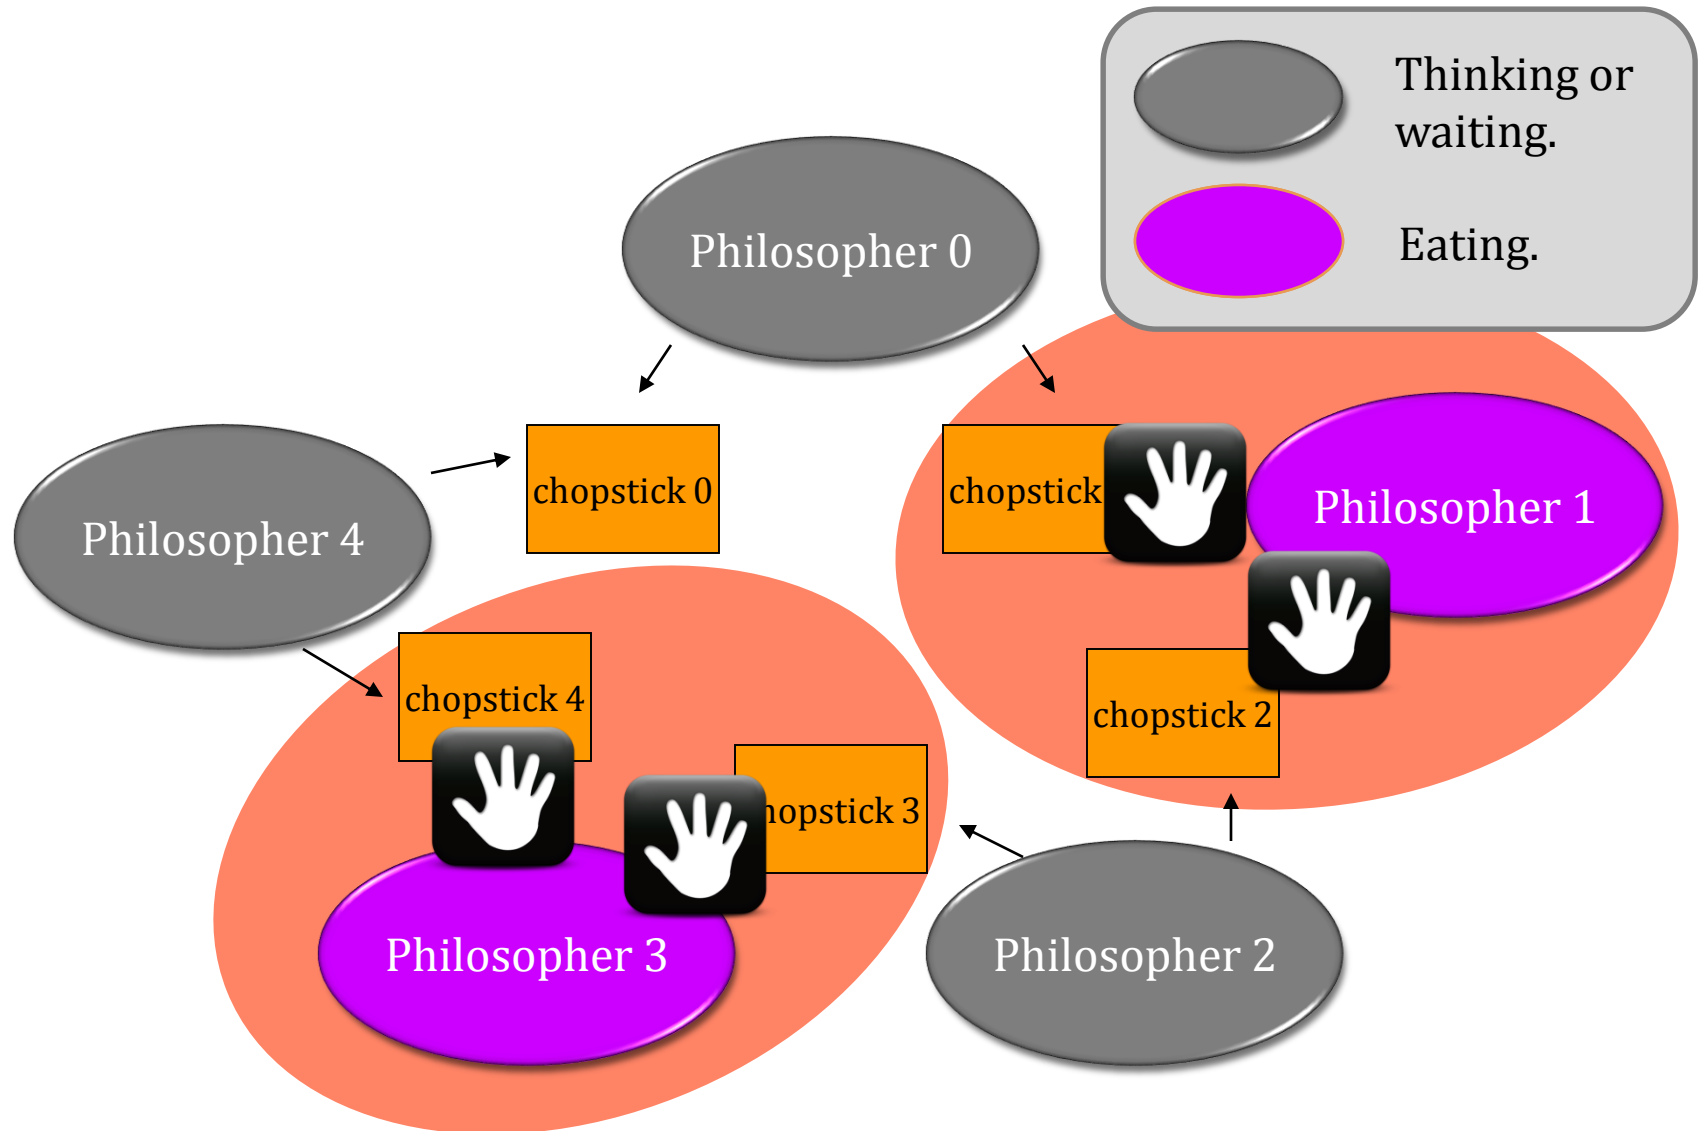 Thinking or
waiting.
Eating.
Philosopher 0
chopstick 0
chopstick
Philosopher 1
Philosopher 4
chopstick 4
chopstick 2
hopstick 3
Philosopher 3
Philosopher 2